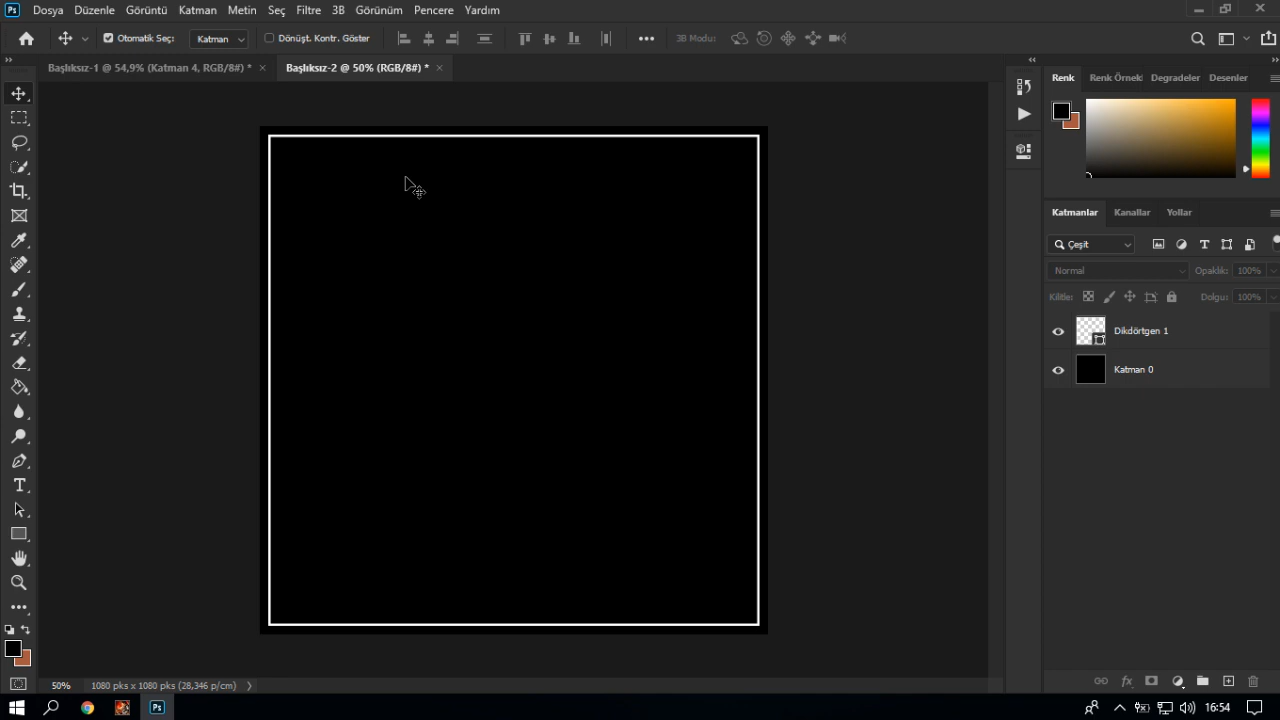 Ps Dosya Düzenle Görüntü Katman Metin Seç Filtre 3B Görünüm Pencere Yardım
Otomatik Seç: Katman Dönüşt. Kontr. Göster 3B Modu:
Başlıksız-1 @ 54,9% (Katman 4, RGB/8#) * Başlıksız-2 @ 50% (RGB/8#) *
Renk Renk Örnekl Degradeler Desenler
Katmanlar Kanallar Yollar
Çeşit
Normal Opaklık: 100%
Kilitle: Dolgu: 100%
Dikdörtgen 1
Katman 0
50% 1080 pks x 1080 pks (28,346 p/cm)
Ps 16:54